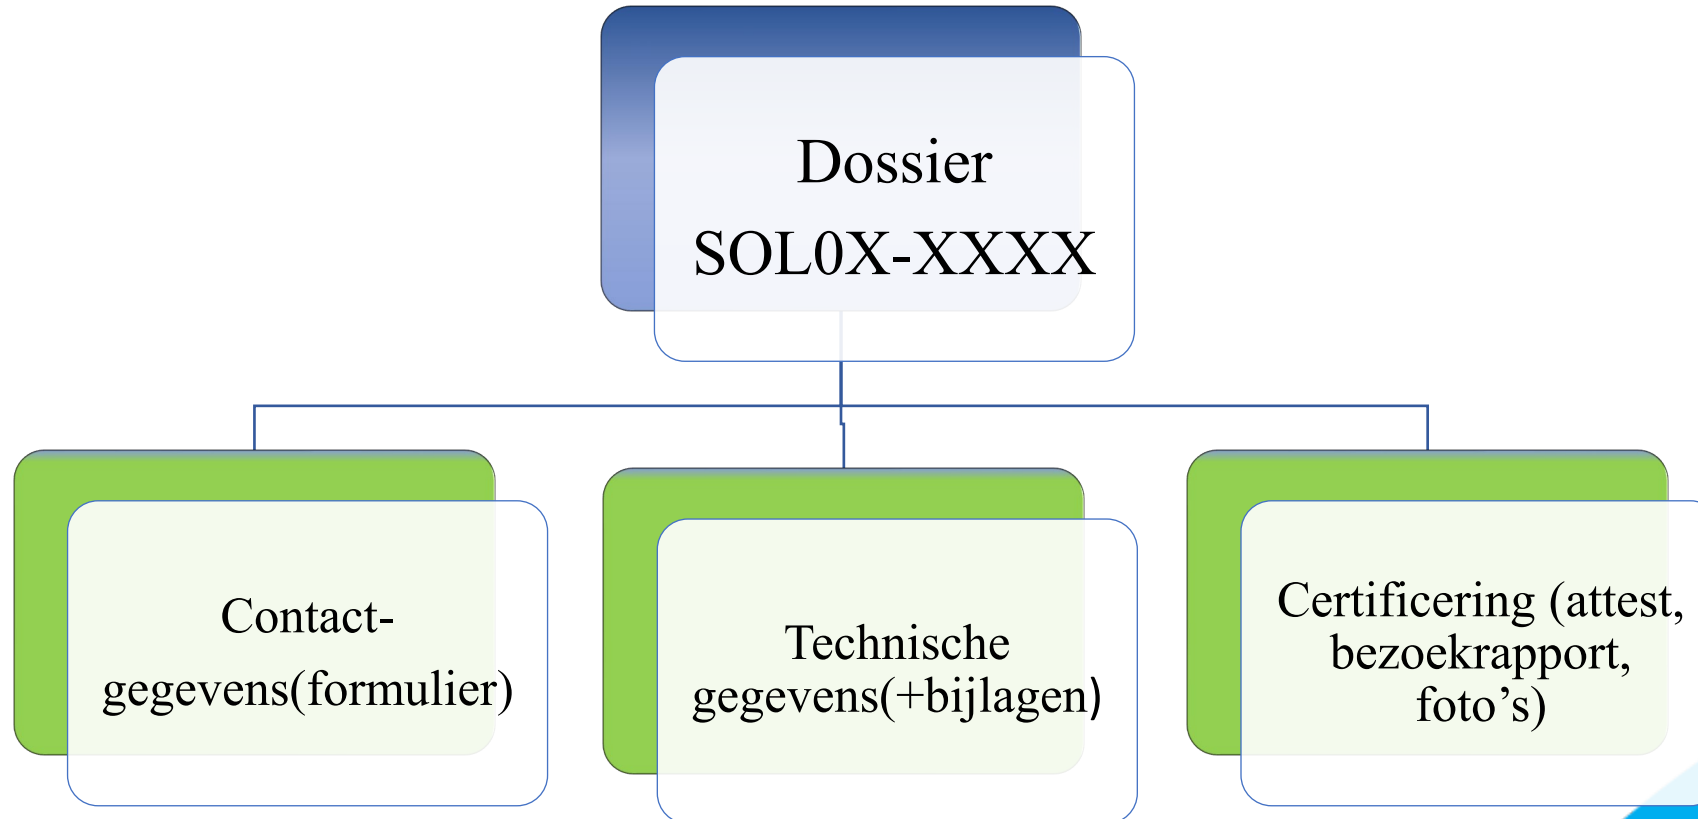 Dossier
SOL0X-XXXX
Contact-
gegevens(formulier)
Technische
gegevens(+bijlagen)
Certificering (attest,
bezoekrapport,
foto’s)